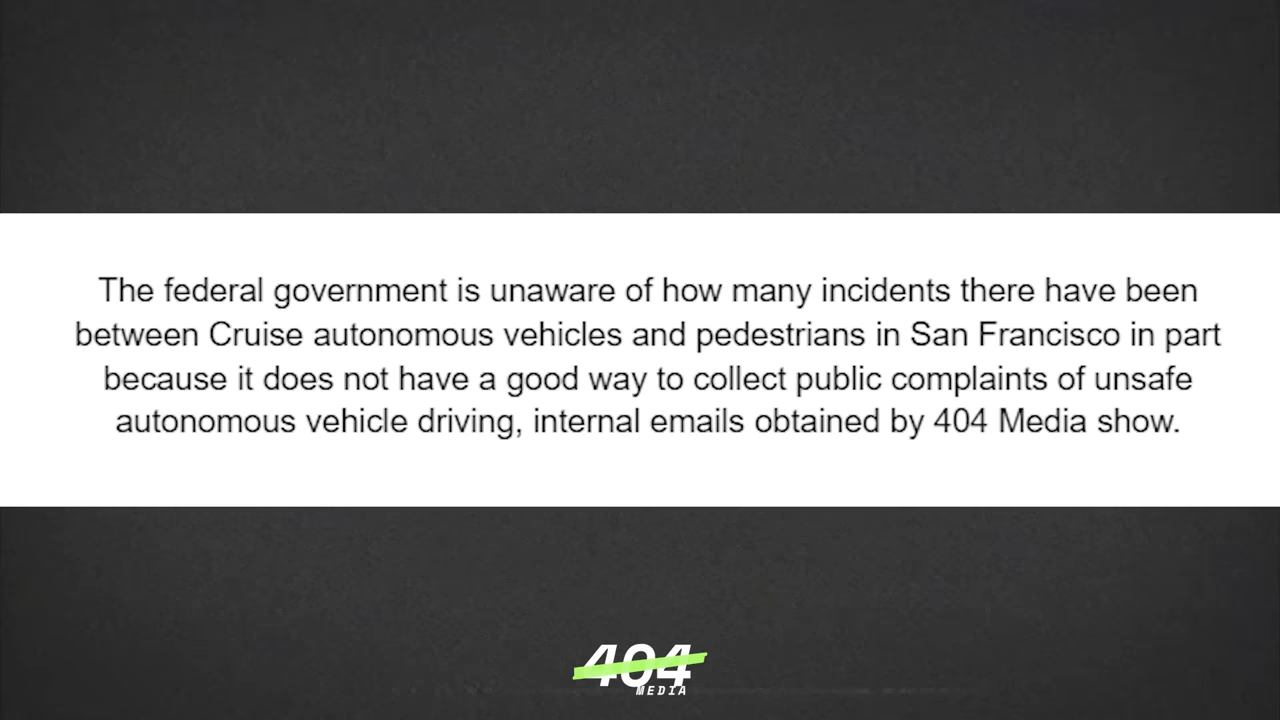 The federal government is unaware of how many incidents there have been
between Cruise autonomous vehicles and pedestrians in San Francisco in part
because it does not have a good way to collect public complaints of unsafe
autonomous vehicle driving, internal emails obtained by 404 Media show.
404
MEDIA